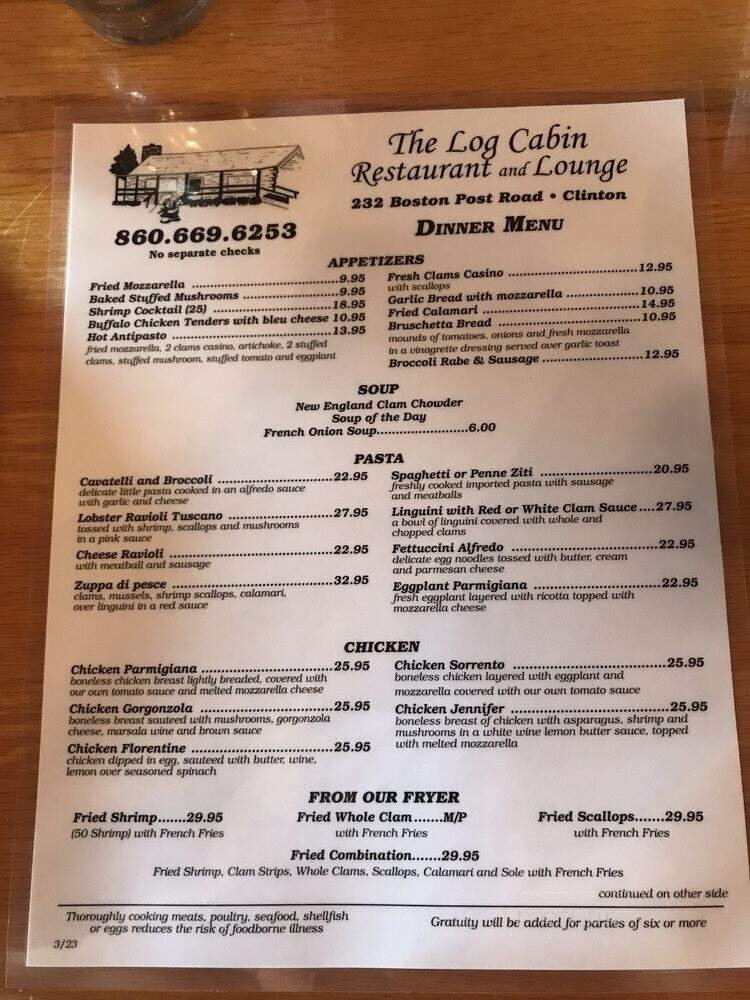 The Log Cabin
Restaurant and Lounge
232 Boston Post Road • Clinton
860.669.6253
No separate checks
DINNER MENU
APPETIZERS
Fried Mozzarella ........................................9.95
Baked Stuffed Mushrooms ..........................9.95
Shrimp Cocktail (25) ..................................18.95
Buffalo Chicken Tenders with bleu cheese 10.95
Hot Antipasto ............................................13.95
fried mozzarella, 2 clams casino, artichoke, 2 stuffed
clams, stuffed mushroom, stuffed tomato and eggplant
Fresh Clams Casino ...................................12.95
with scallops
Garlic Bread with mozzarella ....................10.95
Fried Calamari ..........................................14.95
Bruschetta Bread ......................................10.95
mounds of tomatoes, onions and fresh mozzarella
in a vinagrette dressing served over garlic toast
Broccoli Rabe & Sausage ...........................12.95
SOUP
New England Clam Chowder
Soup of the Day
French Onion Soup.........................6.00
PASTA
Cavatelli and Broccoli ...............................22.95
delicate little pasta cooked in an alfredo sauce
with garlic and cheese
Lobster Ravioli Tuscano ............................27.95
tossed with shrimp, scallops and mushrooms
in a pink sauce
Cheese Ravioli ...........................................22.95
with meatball and sausage
Zuppa di pesce ...........................................32.95
clams, mussels, shrimp scallops, calamari,
over linguini in a red sauce
Spaghetti or Penne Ziti .............................20.95
freshly cooked imported pasta with sausage
and meatballs
Linguini with Red or White Clam Sauce ....27.95
a bowl of linguini covered with whole and
chopped clams
Fettuccini Alfredo .....................................22.95
delicate egg noodles tossed with butter, cream
and parmesan cheese
Eggplant Parmigiana .................................22.95
fresh eggplant layered with ricotta topped with
mozzarella cheese
CHICKEN
Chicken Parmigiana ...................................25.95
boneless chicken breast lightly breaded, covered with
our own tomato sauce and melted mozzarella cheese
Chicken Gorgonzola ...................................25.95
boneless breast sauteed with mushrooms, gorgonzola
cheese, marsala wine and brown sauce
Chicken Florentine .....................................25.95
chicken dipped in egg, sauteed with butter, wine,
lemon over seasoned spinach
Chicken Sorrento .......................................25.95
boneless chicken layered with eggplant and
mozzarella covered with our own tomato sauce
Chicken Jennifer ........................................25.95
boneless breast of chicken with asparagus, shrimp and
mushrooms in a white wine lemon butter sauce, topped
with melted mozzarella
FROM OUR FRYER
Fried Shrimp.......29.95
(50 Shrimp) with French Fries
Fried Whole Clam .......M/P
with French Fries
Fried Scallops.......29.95
with French Fries
Fried Combination.......29.95
Fried Shrimp, Clam Strips, Whole Clams, Scallops, Calamari and Sole with French Fries
continued on other side
Thoroughly cooking meats, poultry, seafood, shellfish
or eggs reduces the risk of foodborne illness
Gratuity will be added for parties of six or more
3/23